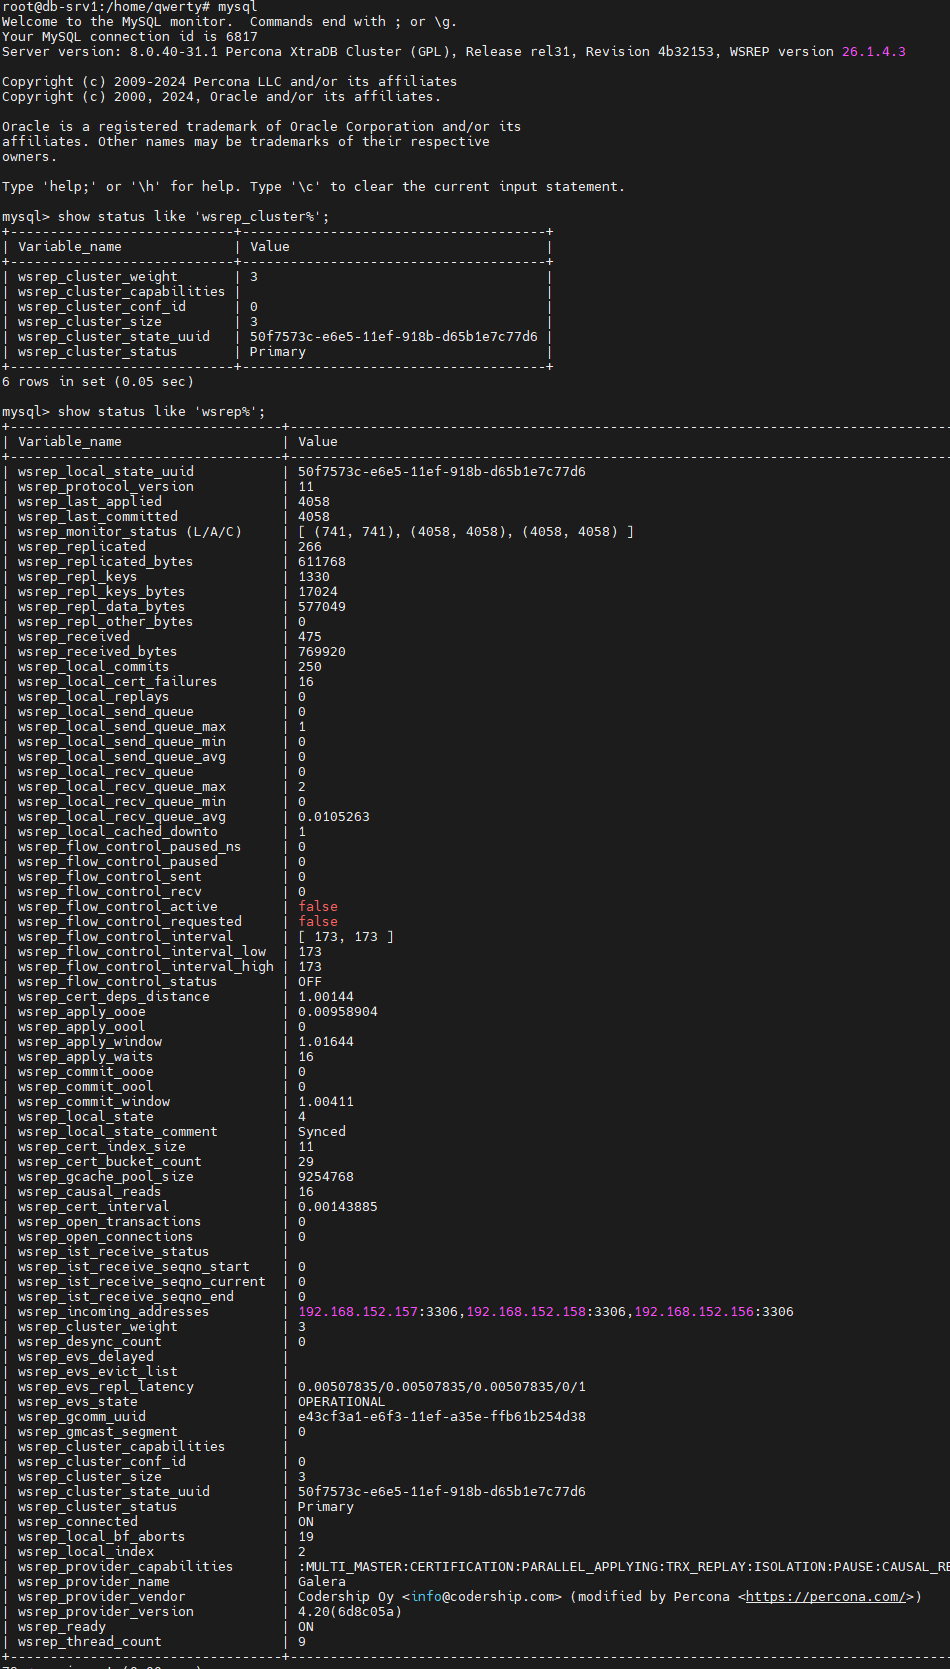 root@db-srv1:/home/qwerty# mysql
Welcome to the MySQL monitor.  Commands end with ; or \g.
Your MySQL connection id is 6817
Server version: 8.0.40-31.1 Percona XtraDB Cluster (GPL), Release rel31, Revision 4b32153, WSREP version 26.1.4.3
Copyright (c) 2009-2024 Percona LLC and/or its affiliates
Copyright (c) 2000, 2024, Oracle and/or its affiliates.
Oracle is a registered trademark of Oracle Corporation and/or its
affiliates. Other names may be trademarks of their respective
owners.
Type 'help;' or '\h' for help. Type '\c' to clear the current input statement.
mysql> show status like 'wsrep_cluster%';
+----------------------------+--------------------------------------+
| Variable_name              | Value                                |
+----------------------------+--------------------------------------+
| wsrep_cluster_weight       | 3                                    |
| wsrep_cluster_capabilities |                                      |
| wsrep_cluster_conf_id      | 0                                    |
| wsrep_cluster_size         | 3                                    |
| wsrep_cluster_state_uuid   | 50f7573c-e6e5-11ef-918b-d65b1e7c77d6 |
| wsrep_cluster_status       | Primary                              |
+----------------------------+--------------------------------------+
6 rows in set (0.05 sec)
mysql> show status like 'wsrep%';
| Variable_name                    | Value
| wsrep_local_state_uuid           | 50f7573c-e6e5-11ef-918b-d65b1e7c77d6
| wsrep_protocol_version           | 11
| wsrep_last_applied               | 4058
| wsrep_last_committed             | 4058
| wsrep_monitor_status (L/A/C)     | [ (741, 741), (4058, 4058), (4058, 4058) ]
| wsrep_replicated                 | 266
| wsrep_replicated_bytes           | 611768
| wsrep_repl_keys                  | 1330
| wsrep_repl_keys_bytes            | 17024
| wsrep_repl_data_bytes            | 577049
| wsrep_repl_other_bytes           | 0
| wsrep_received                   | 475
| wsrep_received_bytes             | 769920
| wsrep_local_commits              | 250
| wsrep_local_cert_failures        | 16
| wsrep_local_replays              | 0
| wsrep_local_send_queue           | 0
| wsrep_local_send_queue_max       | 1
| wsrep_local_send_queue_min       | 0
| wsrep_local_send_queue_avg       | 0
| wsrep_local_recv_queue           | 0
| wsrep_local_recv_queue_max       | 2
| wsrep_local_recv_queue_min       | 0
| wsrep_local_recv_queue_avg       | 0.0105263
| wsrep_local_cached_downto        | 1
| wsrep_flow_control_paused_ns     | 0
| wsrep_flow_control_paused        | 0
| wsrep_flow_control_sent          | 0
| wsrep_flow_control_recv          | 0
| wsrep_flow_control_active        | false
| wsrep_flow_control_requested     | false
| wsrep_flow_control_interval      | [ 173, 173 ]
| wsrep_flow_control_interval_low  | 173
| wsrep_flow_control_interval_high | 173
| wsrep_flow_control_status        | OFF
| wsrep_cert_deps_distance         | 1.00144
| wsrep_apply_oooe                 | 0.00958904
| wsrep_apply_oool                 | 0
| wsrep_apply_window               | 1.01644
| wsrep_apply_waits                | 16
| wsrep_commit_oooe                | 0
| wsrep_commit_oool                | 0
| wsrep_commit_window              | 1.00411
| wsrep_local_state                | 4
| wsrep_local_state_comment        | Synced
| wsrep_cert_index_size            | 11
| wsrep_cert_bucket_count          | 29
| wsrep_gcache_pool_size           | 9254768
| wsrep_causal_reads               | 16
| wsrep_cert_interval              | 0.00143885
| wsrep_open_transactions          | 0
| wsrep_open_connections           | 0
| wsrep_ist_receive_status         |
| wsrep_ist_receive_seqno_start    | 0
| wsrep_ist_receive_seqno_current  | 0
| wsrep_ist_receive_seqno_end      | 0
| wsrep_incoming_addresses         | 192.168.152.157:3306,192.168.152.158:3306,192.168.152.156:3306
| wsrep_cluster_weight             | 3
| wsrep_desync_count               | 0
| wsrep_evs_delayed                |
| wsrep_evs_evict_list             |
| wsrep_evs_repl_latency           | 0.00507835/0.00507835/0.00507835/0/1
| wsrep_evs_state                  | OPERATIONAL
| wsrep_gcomm_uuid                 | e43cf3a1-e6f3-11ef-a35e-ffb61b254d38
| wsrep_gmcast_segment             | 0
| wsrep_cluster_capabilities       |
| wsrep_cluster_conf_id            | 0
| wsrep_cluster_size               | 3
| wsrep_cluster_state_uuid         | 50f7573c-e6e5-11ef-918b-d65b1e7c77d6
| wsrep_cluster_status             | Primary
| wsrep_connected                  | ON
| wsrep_local_bf_aborts            | 19
| wsrep_local_index                | 2
| wsrep_provider_capabilities      | :MULTI_MASTER:CERTIFICATION:PARALLEL_APPLYING:TRX_REPLAY:ISOLATION:PAUSE:CAUSAL_RE
| wsrep_provider_name              | Galera
| wsrep_provider_vendor            | Codership Oy <info@codership.com> (modified by Percona <https://percona.com/>)
| wsrep_provider_version           | 4.20(6d8c05a)
| wsrep_ready                      | ON
| wsrep_thread_count               | 9